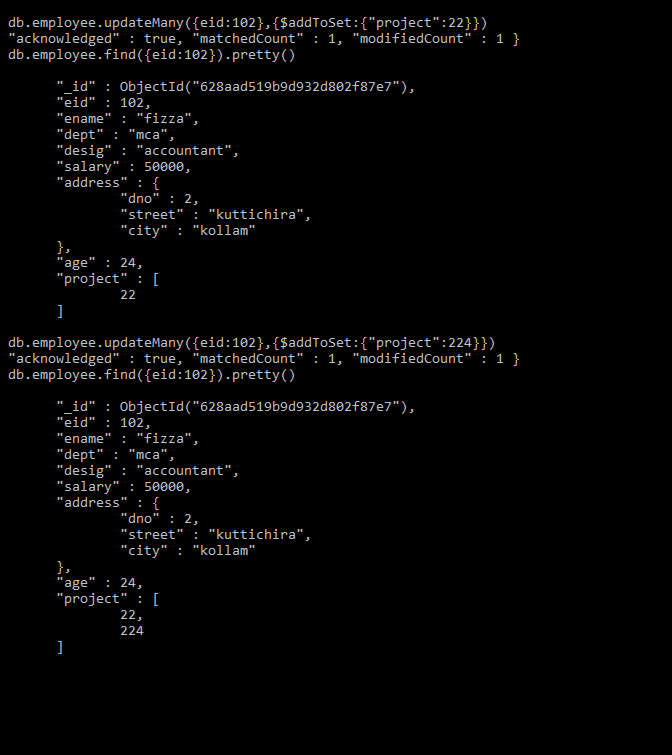 db.employee.updateMany({eid:102},{$addToSet:{"project":22}})
"acknowledged" : true, "matchedCount" : 1, "modifiedCount" : 1 }
db.employee.find({eid:102}).pretty()
"_id" : ObjectId("628aad519b9d932d802f87e7"),
"eid" : 102,
"ename" : "fizza",
"dept" : "mca",
"desig" : "accountant",
"salary" : 50000,
"address" : {
"dno" : 2,
"street" : "kuttichira",
"city" : "kollam"
},
"age" : 24,
"project" : [
22
]
db.employee.updateMany({eid:102},{$addToSet:{"project":224}})
"acknowledged" : true, "matchedCount" : 1, "modifiedCount" : 1 }
db.employee.find({eid:102}).pretty()
"_id" : ObjectId("628aad519b9d932d802f87e7"),
"eid" : 102,
"ename" : "fizza",
"dept" : "mca",
"desig" : "accountant",
"salary" : 50000,
"address" : {
"dno" : 2,
"street" : "kuttichira",
"city" : "kollam"
},
"age" : 24,
"project" : [
22,
224
]